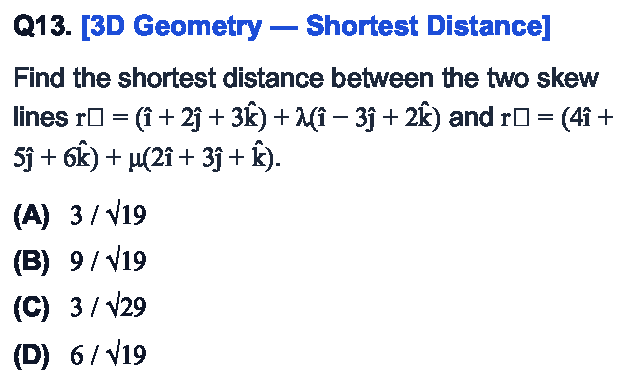 Q13. [3D Geometry — Shortest Distance]
Find the shortest distance between the two skew
lines r□ = (î + 2ĵ + 3k̂) + λ(î − 3ĵ + 2k̂) and r□ = (4î +
5ĵ + 6k̂) + μ(2î + 3ĵ + k̂).
(A) 3 / √19
(B) 9 / √19
(C) 3 / √29
(D) 6 / √19